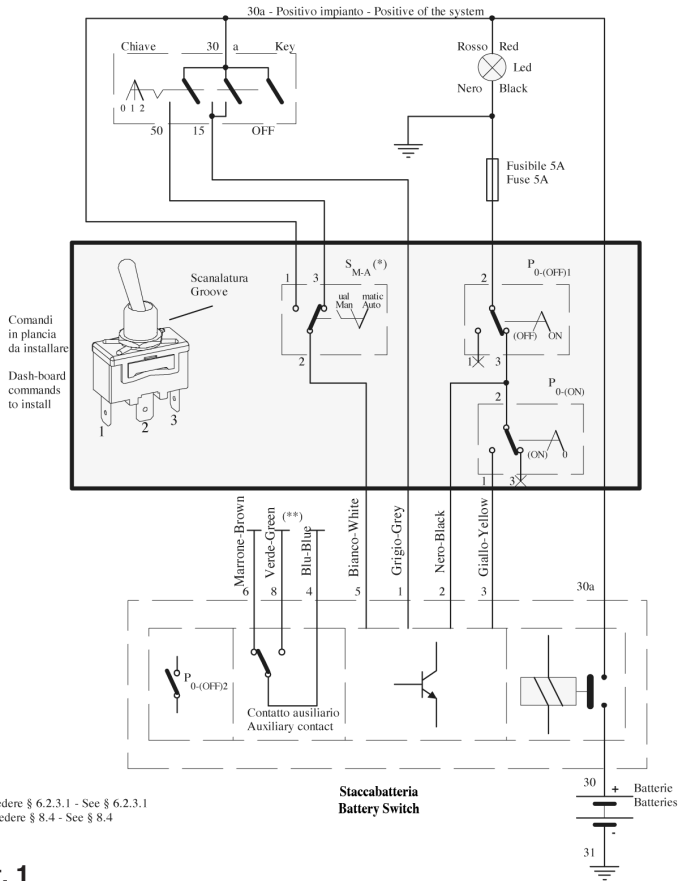 30a - Positivo impianto - Positive of the system
Chiave 30 a Key
0 1 2
50 15 OFF
Rosso Red
Led
Nero Black
Fusibile 5A
Fuse 5A
Scanalatura
Groove
1 2 3
Comandi
in plancia
da installare
Dash-board
commands
to install
1 3 S M-A (*)
ual matic
Man Auto
2
2 P 0-(OFF)1
(OFF) ON
1 3
P 0-(ON)
2
(ON) 0
1 3
Marrone-Brown
Verde-Green (**)
Blu-Blue
Bianco-White
Grigio-Grey
Nero-Black
Giallo-Yellow
6 8 4 5 1 2 3 30a
P 0-(OFF)2
Contatto ausiliario
Auxiliary contact
Staccabatteria
Battery Switch
30 + Batterie
Batteries
-
31
edere § 6.2.3.1 - See § 6.2.3.1
edere § 8.4 - See § 8.4
. 1